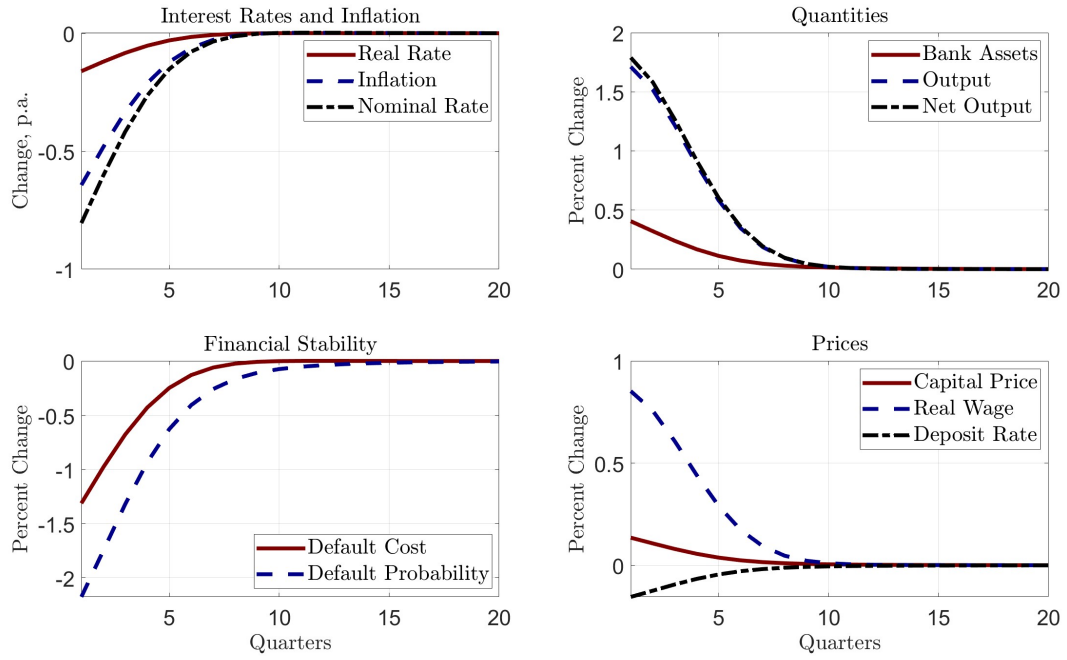 Interest Rates and Inflation
Change, p.a.
0
-0.5
-1
Real Rate
Inflation
Nominal Rate
5
10
15
20
Quantities
Percent Change
2
1.5
1
0.5
0
Bank Assets
Output
Net Output
5
10
15
20
Financial Stability
Percent Change
0
-0.5
-1
-1.5
-2
Default Cost
Default Probability
5
10
15
20
Quarters
Prices
Percent Change
1
0.5
0
Capital Price
Real Wage
Deposit Rate
5
10
15
20
Quarters